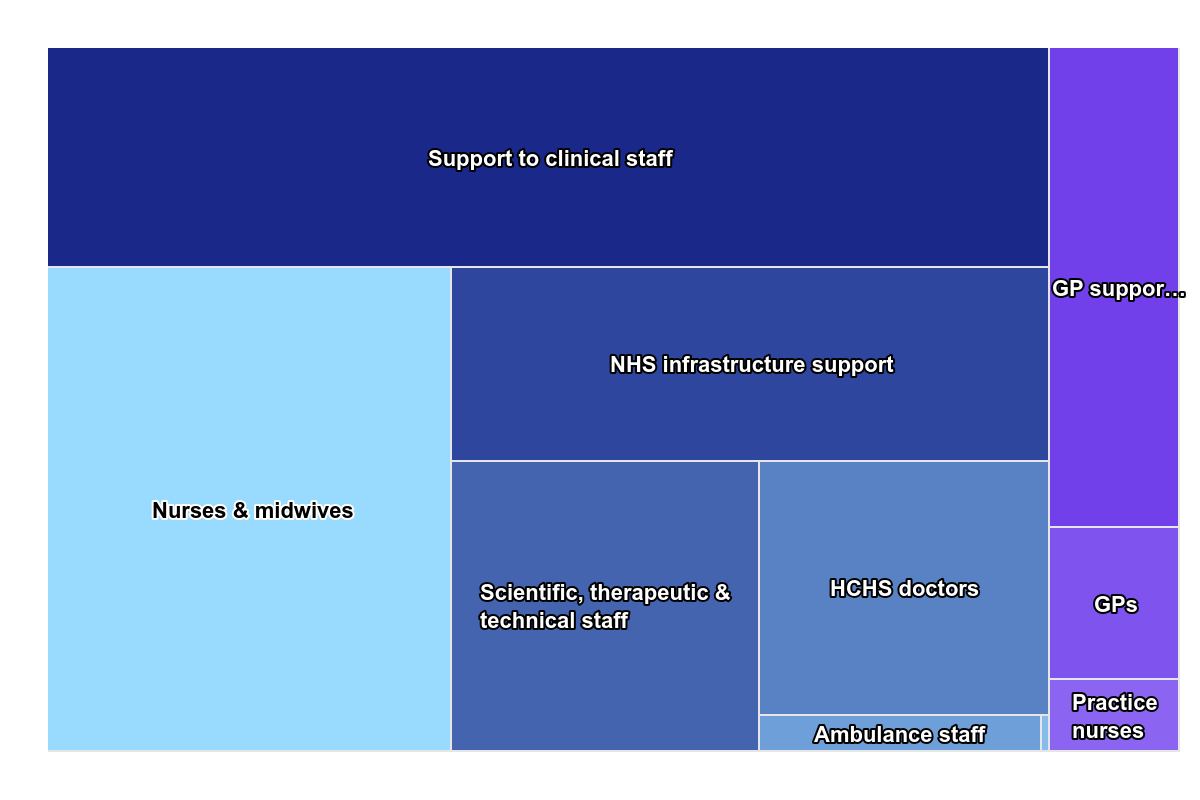 Support to clinical staff
GP suppor...
NHS infrastructure support
Nurses & midwives
Scientific, therapeutic &
technical staff
HCHS doctors
GPs
Practice
nurses
Ambulance staff